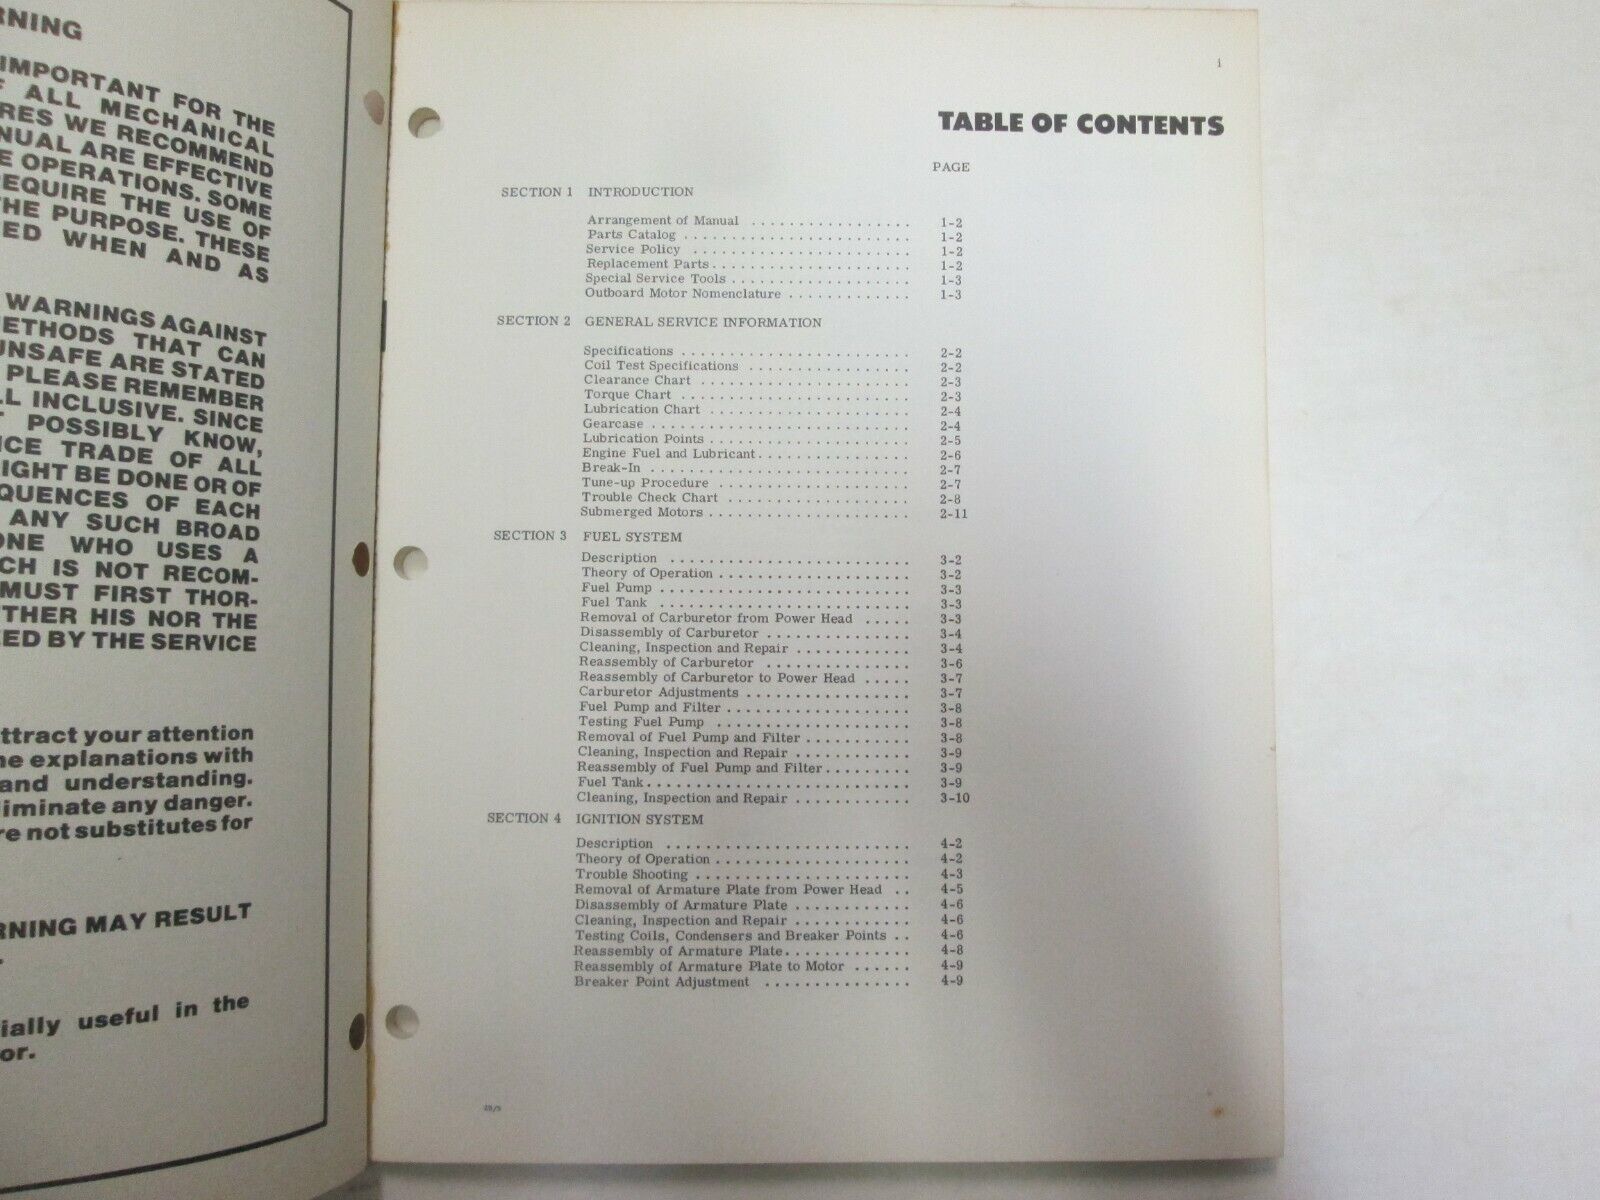 RNING
IMPORTANT FOR THE
F ALL MECHANICAL
RES WE RECOMMEND
NUAL ARE EFFECTIVE
E OPERATIONS. SOME
EQUIRE THE USE OF
THE PURPOSE. THESE
ED WHEN AND AS
WARNINGS AGAINST
METHODS THAT CAN
UNSAFE ARE STATED
PLEASE REMEMBER
LL INCLUSIVE. SINCE
T POSSIBLY KNOW,
ICE TRADE OF ALL
IGHT BE DONE OR OF
EQUENCES OF EACH
ANY SUCH BROAD
ONE WHO USES A
CH IS NOT RECOM-
MUST FIRST THOR-
THER HIS NOR THE
ED BY THE SERVICE
ttract your attention
he explanations with
and understanding.
liminate any danger.
re not substitutes for
RNING MAY RESULT
.
ially useful in the
or.
i
TABLE OF CONTENTS
PAGE
SECTION 1 INTRODUCTION
Arrangement of Manual . . . . . . . . . . . . . . . . . 1-2
Parts Catalog . . . . . . . . . . . . . . . . . . . . . . . . 1-2
Service Policy . . . . . . . . . . . . . . . . . . . . . . . 1-2
Replacement Parts . . . . . . . . . . . . . . . . . . . . . 1-2
Special Service Tools . . . . . . . . . . . . . . . . . . . 1-3
Outboard Motor Nomenclature . . . . . . . . . . . . . 1-3
SECTION 2 GENERAL SERVICE INFORMATION
Specifications . . . . . . . . . . . . . . . . . . . . . . . . 2-2
Coil Test Specifications . . . . . . . . . . . . . . . . . 2-2
Clearance Chart . . . . . . . . . . . . . . . . . . . . . . 2-3
Torque Chart . . . . . . . . . . . . . . . . . . . . . . . . 2-3
Lubrication Chart . . . . . . . . . . . . . . . . . . . . . 2-4
Gearcase . . . . . . . . . . . . . . . . . . . . . . . . . . . 2-4
Lubrication Points . . . . . . . . . . . . . . . . . . . . . 2-5
Engine Fuel and Lubricant . . . . . . . . . . . . . . . . 2-6
Break-In . . . . . . . . . . . . . . . . . . . . . . . . . . . 2-7
Tune-up Procedure . . . . . . . . . . . . . . . . . . . . 2-7
Trouble Check Chart . . . . . . . . . . . . . . . . . . . 2-8
Submerged Motors . . . . . . . . . . . . . . . . . . . . . 2-11
SECTION 3 FUEL SYSTEM
Description . . . . . . . . . . . . . . . . . . . . . . . . . 3-2
Theory of Operation . . . . . . . . . . . . . . . . . . . . 3-2
Fuel Pump . . . . . . . . . . . . . . . . . . . . . . . . . . 3-3
Fuel Tank . . . . . . . . . . . . . . . . . . . . . . . . . . 3-3
Removal of Carburetor from Power Head . . . . . 3-3
Disassembly of Carburetor . . . . . . . . . . . . . . . 3-4
Cleaning, Inspection and Repair . . . . . . . . . . . . 3-4
Reassembly of Carburetor . . . . . . . . . . . . . . . 3-6
Reassembly of Carburetor to Power Head . . . . . 3-7
Carburetor Adjustments . . . . . . . . . . . . . . . . . 3-7
Fuel Pump and Filter . . . . . . . . . . . . . . . . . . . 3-8
Testing Fuel Pump . . . . . . . . . . . . . . . . . . . . 3-8
Removal of Fuel Pump and Filter . . . . . . . . . . . 3-8
Cleaning, Inspection and Repair . . . . . . . . . . . . 3-9
Reassembly of Fuel Pump and Filter . . . . . . . . . 3-9
Fuel Tank . . . . . . . . . . . . . . . . . . . . . . . . . . . 3-9
Cleaning, Inspection and Repair . . . . . . . . . . . . 3-10
SECTION 4 IGNITION SYSTEM
Description . . . . . . . . . . . . . . . . . . . . . . . . . 4-2
Theory of Operation . . . . . . . . . . . . . . . . . . . . 4-2
Trouble Shooting . . . . . . . . . . . . . . . . . . . . . . 4-3
Removal of Armature Plate from Power Head . . 4-5
Disassembly of Armature Plate . . . . . . . . . . . . 4-6
Cleaning, Inspection and Repair . . . . . . . . . . . . 4-6
Testing Coils, Condensers and Breaker Points . . 4-6
Reassembly of Armature Plate . . . . . . . . . . . . . 4-8
Reassembly of Armature Plate to Motor . . . . . . 4-9
Breaker Point Adjustment . . . . . . . . . . . . . . . 4-9